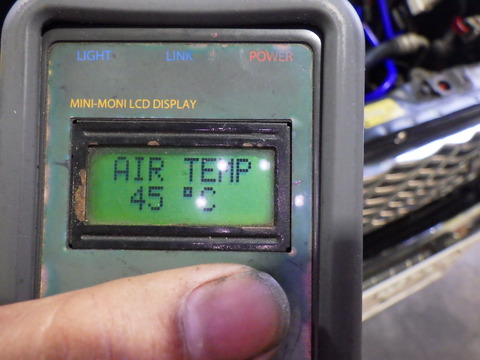 LIGHT LINK POWER
MINI-MONI LCD DISPLAY
AIR TEMP
45 °C